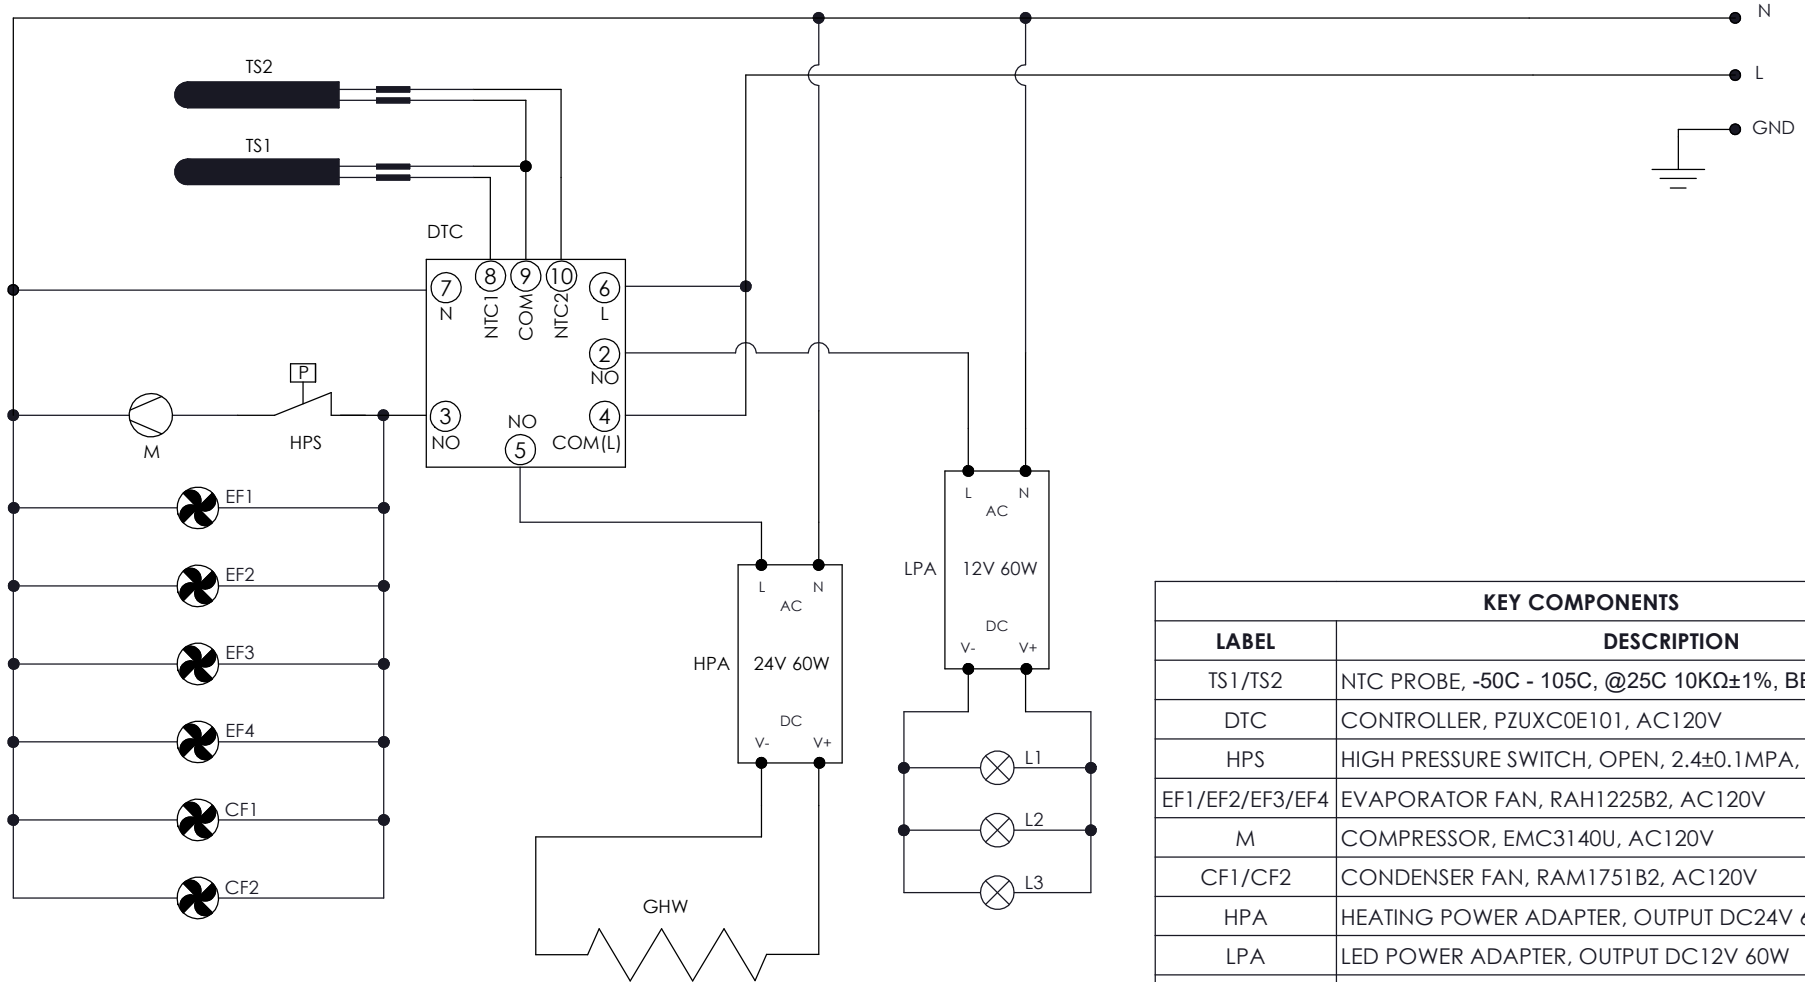 N
L
GND
TS2
TS1
DTC
7
N
8
NTC1
9
COM
10
NTC2
6
L
2
NO
3
NO
NO
5
4
COM(L)
P
M
HPS
EF1
EF2
EF3
EF4
CF1
CF2
L
N
AC
HPA
24V 60W
DC
V-
V+
GHW
L
N
AC
LPA
12V 60W
DC
V-
V+
L1
L2
L3
KEY COMPONENTS
LABEL
DESCRIPTION
TS1/TS2
NTC PROBE, -50C - 105C, @25C 10KΩ±1%,
DTC
CONTROLLER, PZUXC0E101, AC120V
HPS
HIGH PRESSURE SWITCH, OPEN, 2.4±0.1MPA,
EF1/EF2/EF3/EF4
EVAPORATOR FAN, RAH1225B2, AC120V
M
COMPRESSOR, EMC3140U, AC120V
CF1/CF2
CONDENSER FAN, RAM1751B2, AC120V
HPA
HEATING POWER ADAPTER, OUTPUT DC24V
LPA
LED POWER ADAPTER, OUTPUT DC12V 60W